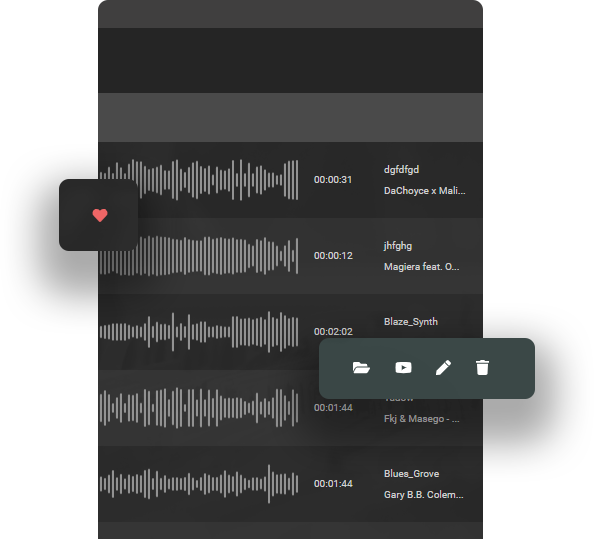 00:00:31
dgfdfgd
DaChoyce x Mali...
00:00:12
jhfghg
Magiera feat. O...
00:02:02
Blaze_Synth
00:01:44
Fkj & Masego - ...
00:01:44
Blues_Grove
Gary B.B. Colem...